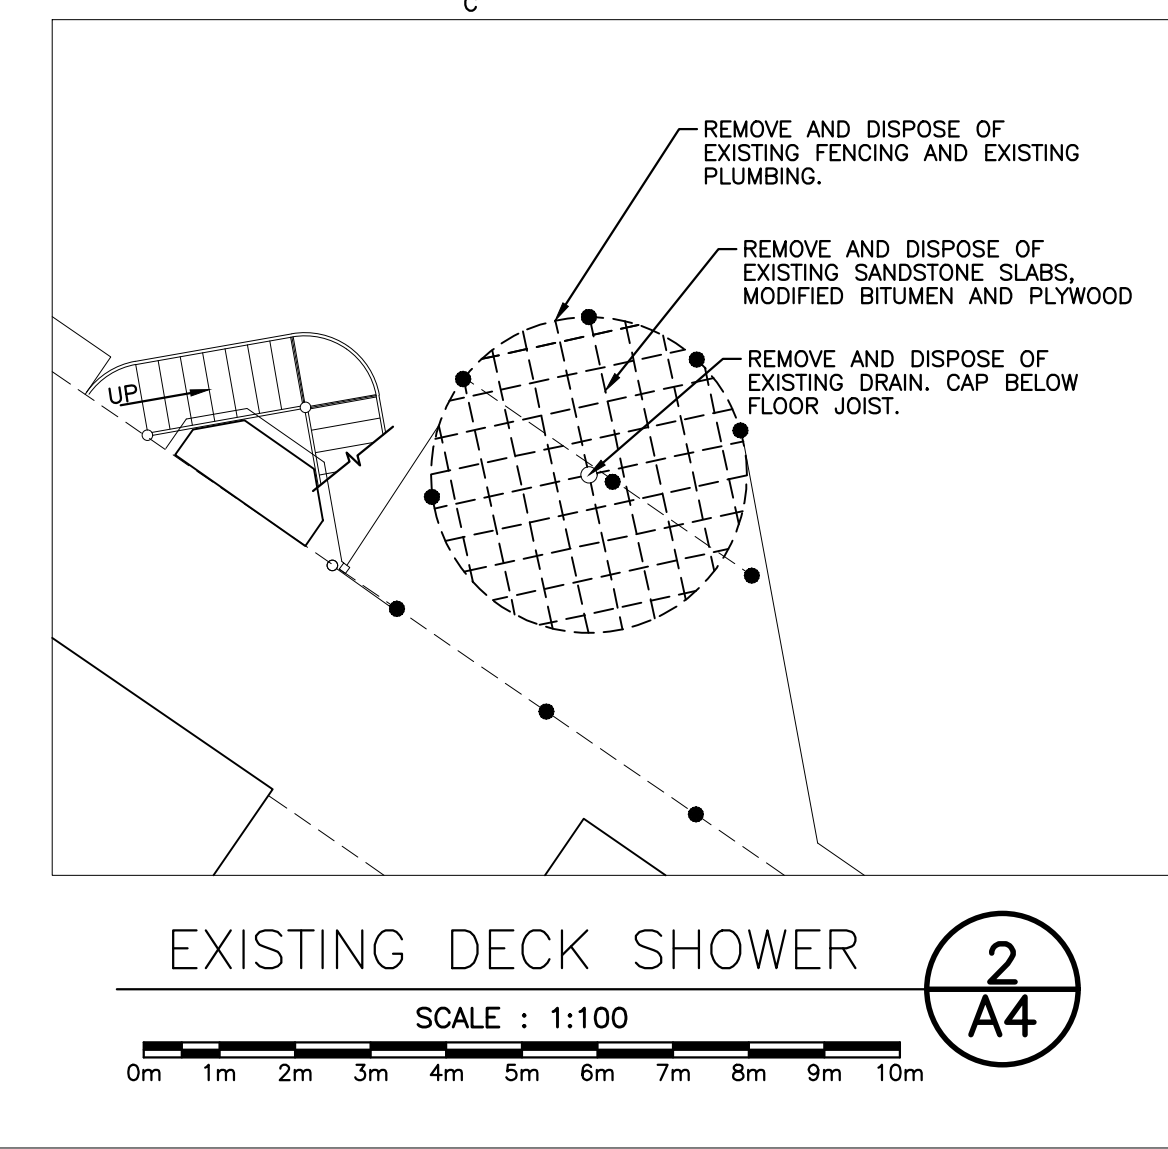 C
REMOVE AND DISPOSE OF
EXISTING FENCING AND EXISTING
PLUMBING.
REMOVE AND DISPOSE OF
EXISTING SANDSTONE SLABS,
MODIFIED BITUMEN AND PLYWOOD
REMOVE AND DISPOSE OF
EXISTING DRAIN. CAP BELOW
FLOOR JOIST.
UP
EXISTING DECK SHOWER
2
A4
SCALE : 1:100
0m 1m 2m 3m 4m 5m 6m 7m 8m 9m 10m